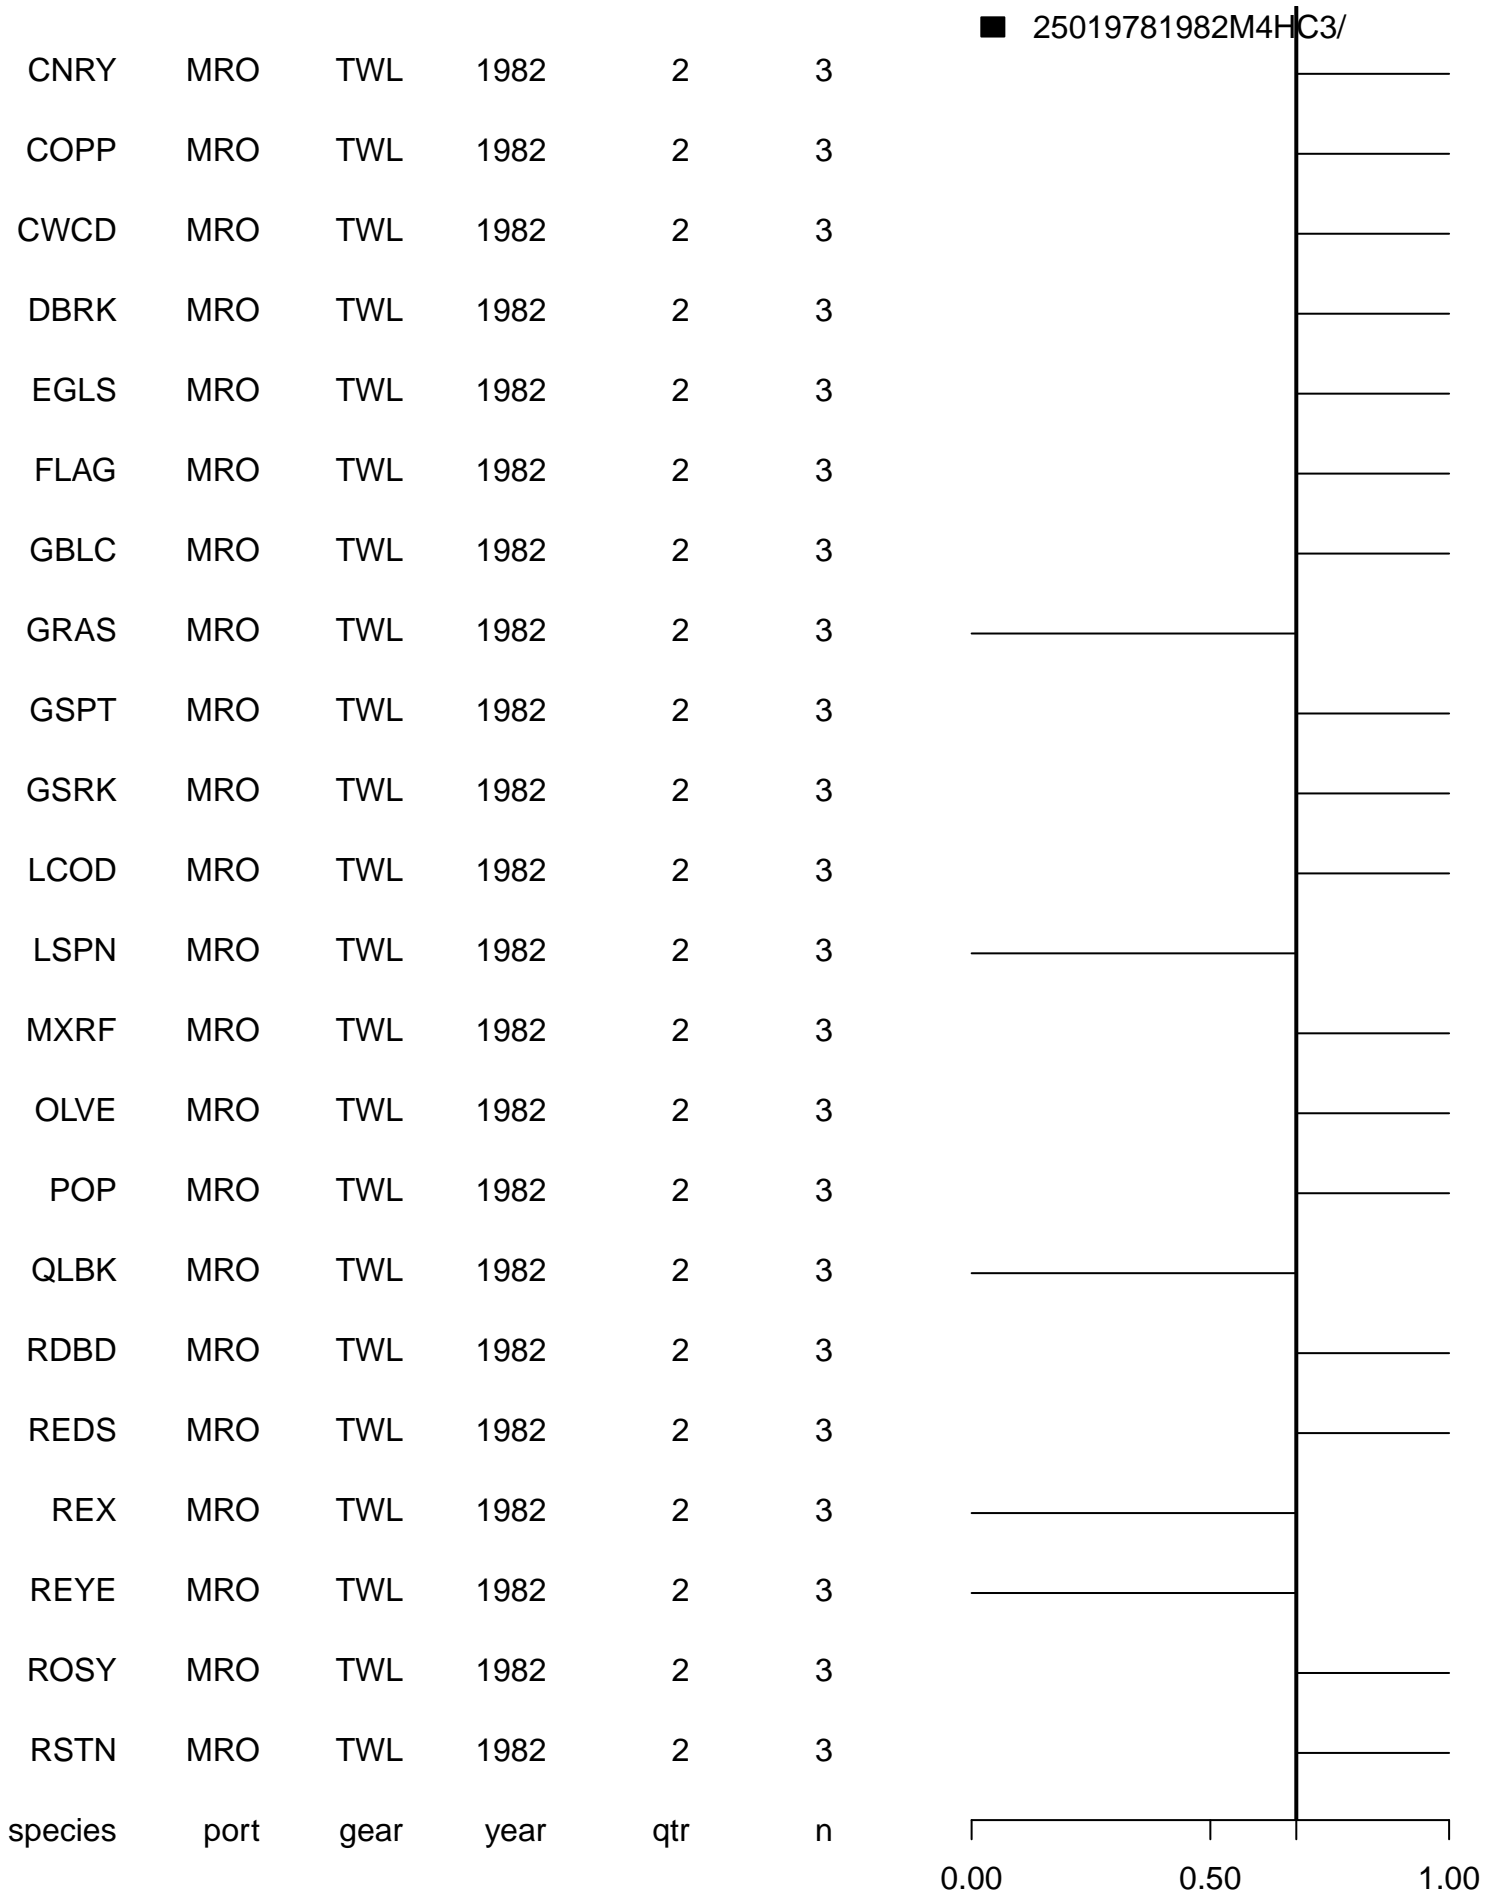 25019781982M4HC3/
CNRY MRO TWL 1982 2 3
COPP MRO TWL 1982 2 3
CWCD MRO TWL 1982 2 3
DBRK MRO TWL 1982 2 3
EGLS MRO TWL 1982 2 3
FLAG MRO TWL 1982 2 3
GBLC MRO TWL 1982 2 3
GRAS MRO TWL 1982 2 3
GSPT MRO TWL 1982 2 3
GSRK MRO TWL 1982 2 3
LCOD MRO TWL 1982 2 3
LSPN MRO TWL 1982 2 3
MXRF MRO TWL 1982 2 3
OLVE MRO TWL 1982 2 3
POP MRO TWL 1982 2 3
QLBK MRO TWL 1982 2 3
RDBD MRO TWL 1982 2 3
REDS MRO TWL 1982 2 3
REX MRO TWL 1982 2 3
REYE MRO TWL 1982 2 3
ROSY MRO TWL 1982 2 3
RSTN MRO TWL 1982 2 3
species port gear year qtr n
0.00 0.50 1.00